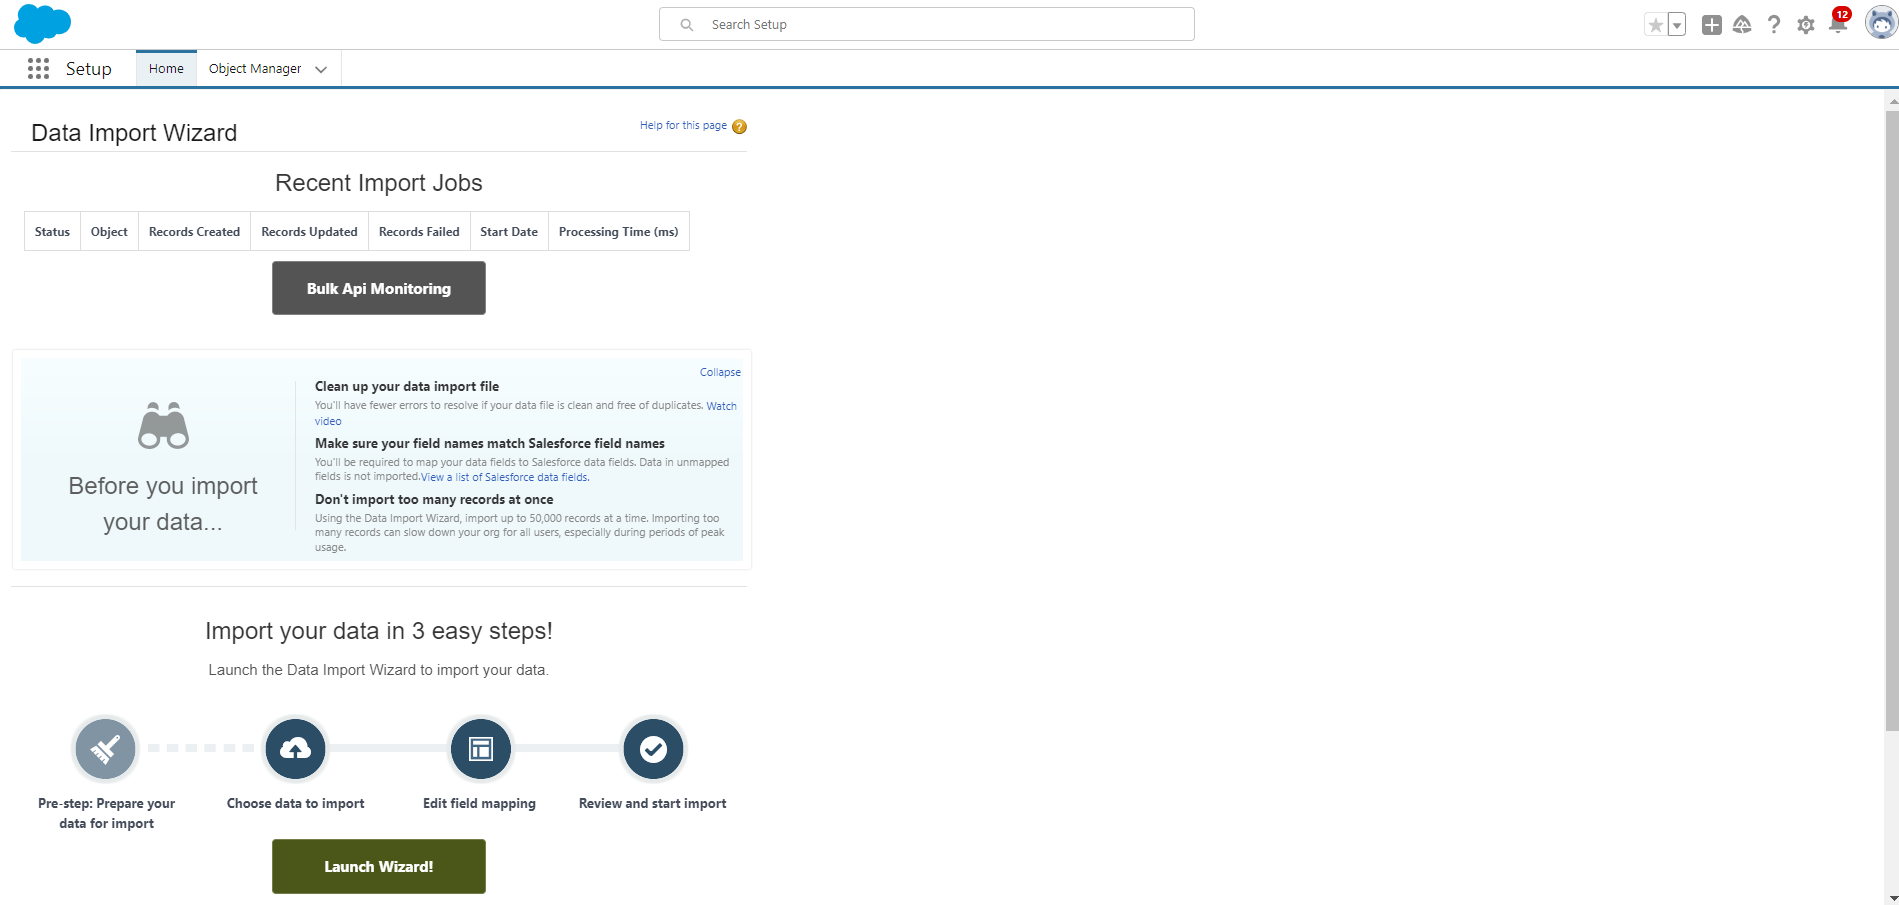 Search Setup
12
Setup
Home
Object Manager
Data Import Wizard
Help for this page
?
Recent Import Jobs
Status Object Records Created Records Updated Records Failed Start Date Processing Time (ms)
Bulk Api Monitoring
Collapse
Before you import
your data...
Clean up your data import file
You'll have fewer errors to resolve if your data file is clean and free of duplicates. Watch
video
Make sure your field names match Salesforce field names
You'll be required to map your data fields to Salesforce data fields. Data in unmapped
fields is not imported.View a list of Salesforce data fields.
Don't import too many records at once
Using the Data Import Wizard, import up to 50,000 records at a time. Importing too
many records can slow down your org for all users, especially during periods of peak
usage.
Import your data in 3 easy steps!
Launch the Data Import Wizard to import your data.
Pre-step: Prepare your
data for import
Choose data to import
Edit field mapping
Review and start import
Launch Wizard!